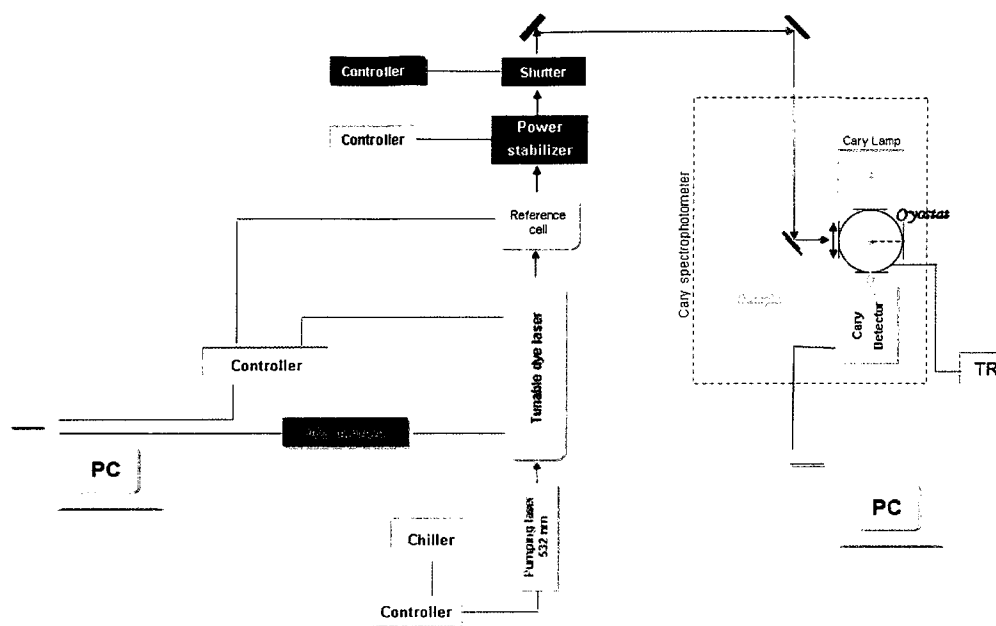 Controller
Shutter
Controller
Power
stabilizer
Cary Lamp
Cryostat
Reference
cell
Cary spectrophotometer
Sample
Cary
Detector
Tunable dye laser
Controller
TR
PC
PC
Pumping laser
532 nm
Chiller
Controller